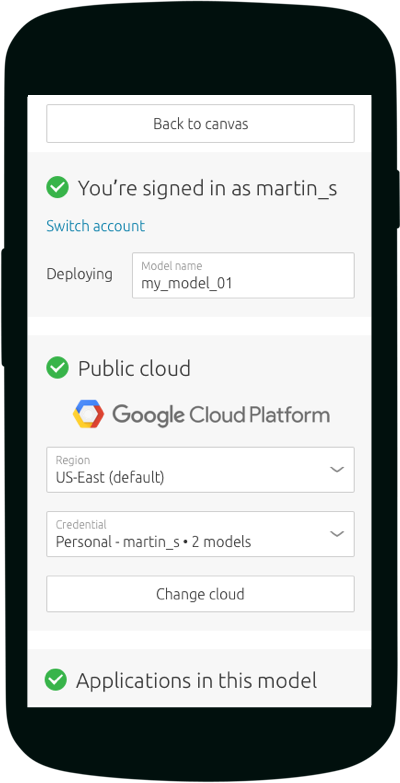 Back to canvas
You’re signed in as martin_s
Switch account
Deploying
Model name
my_model_01
Public cloud
Google Cloud Platform
Region
US-East (default)
Credential
Personal - martin_s • 2 models
Change cloud
Applications in this model